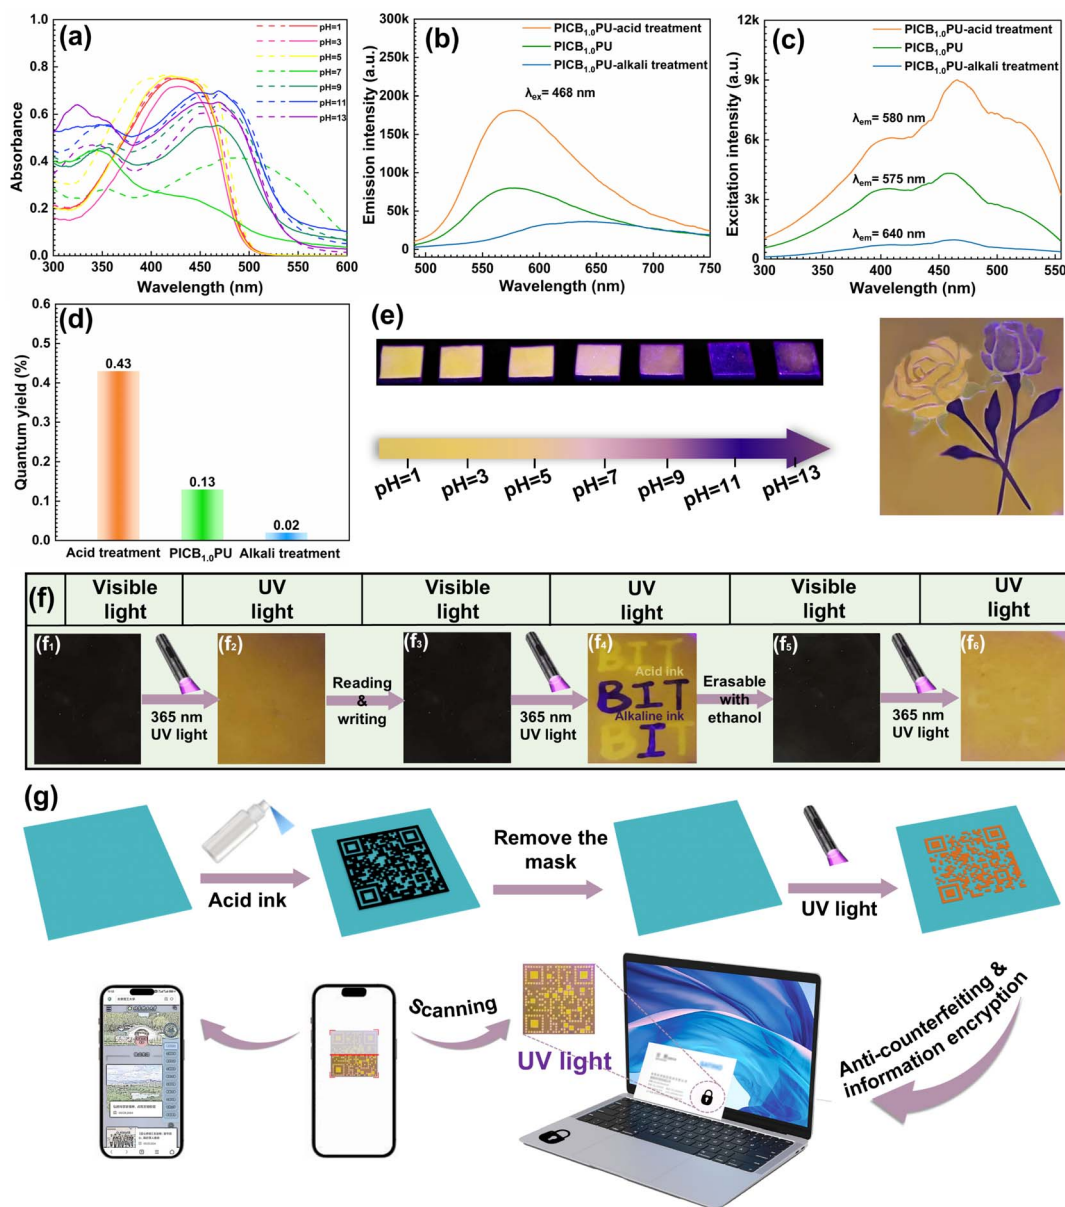 (a)
pH=1
pH=3
pH=5
pH=7
pH=9
pH=11
pH=13
Absorbance
1.0
0.8
0.6
0.4
0.2
0.0
300 350 400 450 500 550 600
Wavelength (nm)
(b)
PICB1.0PU-acid treatment
PICB1.0PU
PICB1.0PU-alkali treatment
λex= 468 nm
Emission intensity (a.u.)
300k
250k
200k
150k
100k
50k
0
500 550 600 650 700 750
Wavelength (nm)
(c)
PICB1.0PU-acid treatment
PICB1.0PU
PICB1.0PU-alkali treatment
λem= 580 nm
λem= 575 nm
λem= 640 nm
Excitation intensity (a.u.)
12k
9k
6k
3k
0
300 350 400 450 500 550
Wavelength (nm)
(d)
Quantum yield (%)
0.6
0.5
0.4
0.3
0.2
0.1
0.0
0.43
0.13
0.02
Acid treatment PICB1.0PU Alkali treatment
(e)
pH=1 pH=3 pH=5 pH=7 pH=9 pH=11 pH=13
(f)
Visible light
UV light
Visible light
UV light
Visible light
UV light
(f1)
365 nm
UV light
(f2)
Reading
&
writing
(f3)
365 nm
UV light
(f4)
BIT
Acid ink
BIT
Alkaline ink
BIT
Erasable with
ethanol
(f5)
365 nm
UV light
(f6)
(g)
Acid ink
Remove the
mask
UV light
Scanning
UV light
Anti-counterfeiting &
information encryption